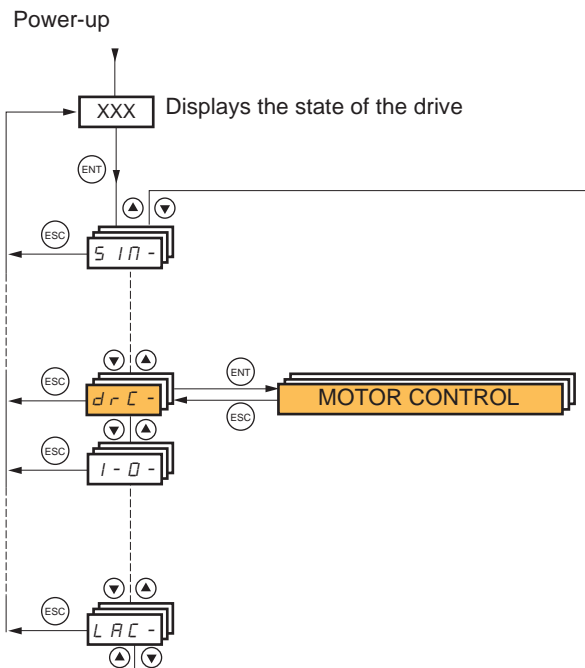 Power-up
XXX Displays the state of the drive
ENT
ESC
SIM-
ESC
drC-
ENT
MOTOR CONTROL
ESC
ESC
I-O-
ESC
LAC-